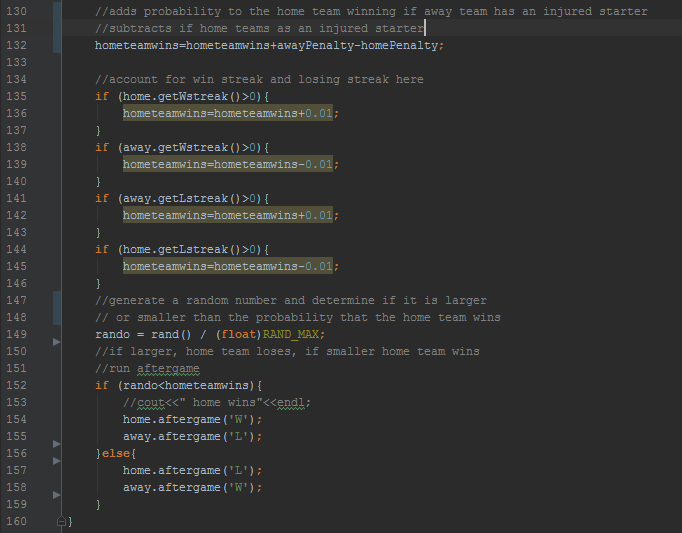 130 //adds probability to the home team winning if away team has an injured starter
131 //subtracts if home teams as an injured starter
132 hometeamwins=hometeamwins+awayPenalty-homePenalty;
133
134 //account for win streak and losing streak here
135 if (home.getWstreak()>0){
136 hometeamwins=hometeamwins+0.01;
137 }
138 if (away.getWstreak()>0){
139 hometeamwins=hometeamwins-0.01;
140 }
141 if (away.getLstreak()>0){
142 hometeamwins=hometeamwins+0.01;
143 }
144 if (home.getLstreak()>0){
145 hometeamwins=hometeamwins-0.01;
146 }
147 //generate a random number and determine if it is larger
148 // or smaller than the probability that the home team wins
149 rando = rand() / (float)RAND_MAX;
150 //if larger, home team loses, if smaller home team wins
151 //run aftergame
152 if (rando<hometeamwins){
153 //cout<<" home wins"<<endl;
154 home.aftergame('W');
155 away.aftergame('L');
156 }else{
157 home.aftergame('L');
158 away.aftergame('W');
159 }
160 }